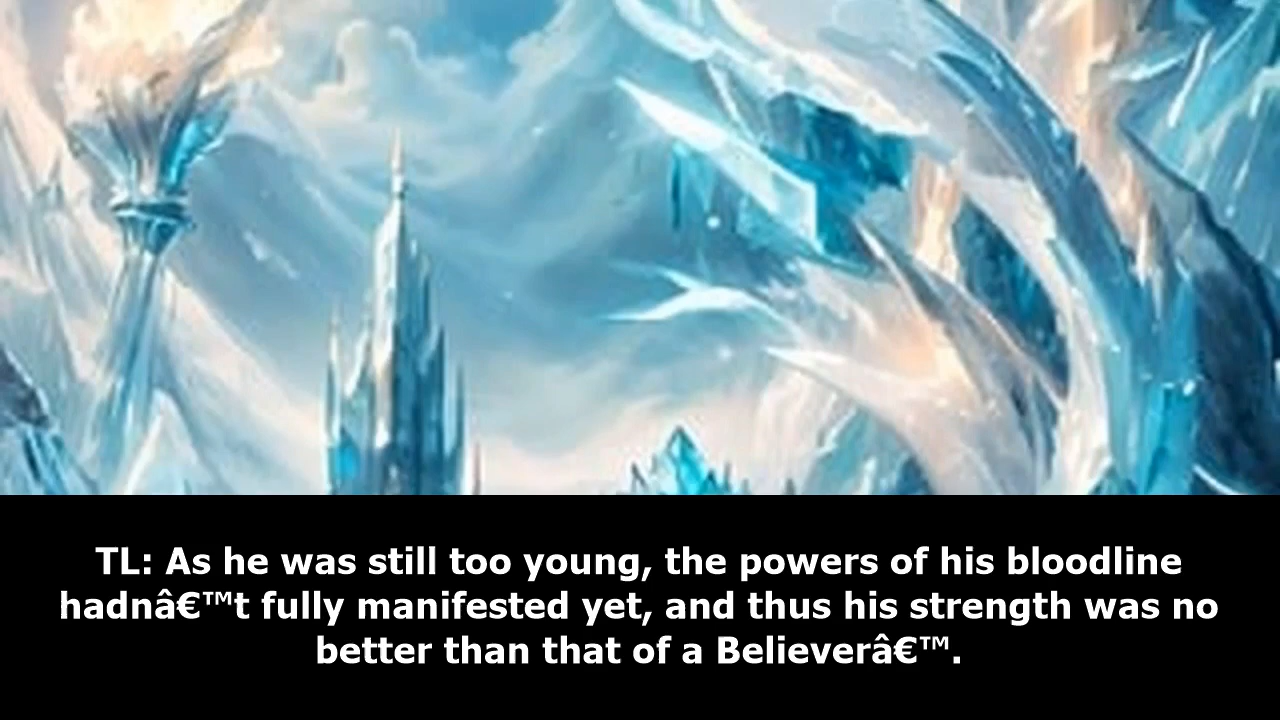 TL: As he was still too young, the powers of his bloodline
hadnâ€™t fully manifested yet, and thus his strength was no
better than that of a Believerâ€™.